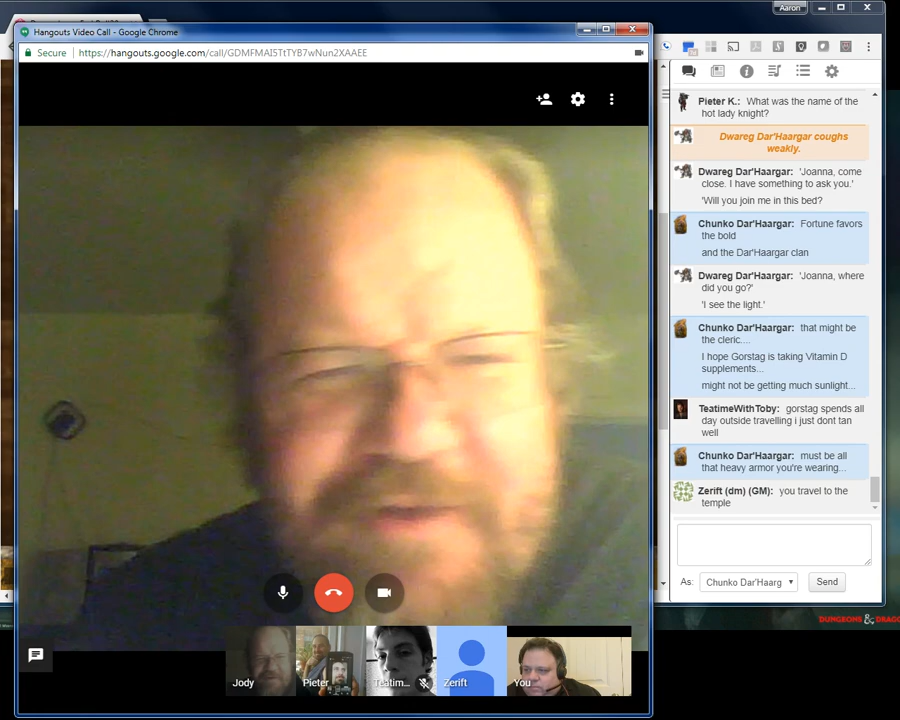 Aaron
Hangouts Video Call - Google Chrome
Secure
https://hangouts.google.com/call/GDMFMAI5TtTYB7wNun2XAAEE
Pieter K.: What was the name of the
hot lady knight?
Dwareg Dar'Haargar coughs
weakly.
Dwareg Dar'Haargar: 'Joanna, come
close. I have something to ask you.'
'Will you join me in this bed?
Chunko Dar'Haargar: Fortune favors
the bold
and the Dar'Haargar clan
Dwareg Dar'Haargar: 'Joanna, where
did you go?'
'I see the light.'
Chunko Dar'Haargar: that might be
the cleric....
I hope Gorstag is taking Vitamin D
supplements...
might not be getting much sunlight...
TeatimeWithToby: gorstag spends all
day outside travelling i just dont tan
well
Chunko Dar'Haargar: must be all
that heavy armor you're wearing...
Zerift (dm) (GM): you travel to the
temple
As: Chunko Dar'Haarg Send
DUNGEONS & DRAGO
Jody Pieter Teatim... Zerift You